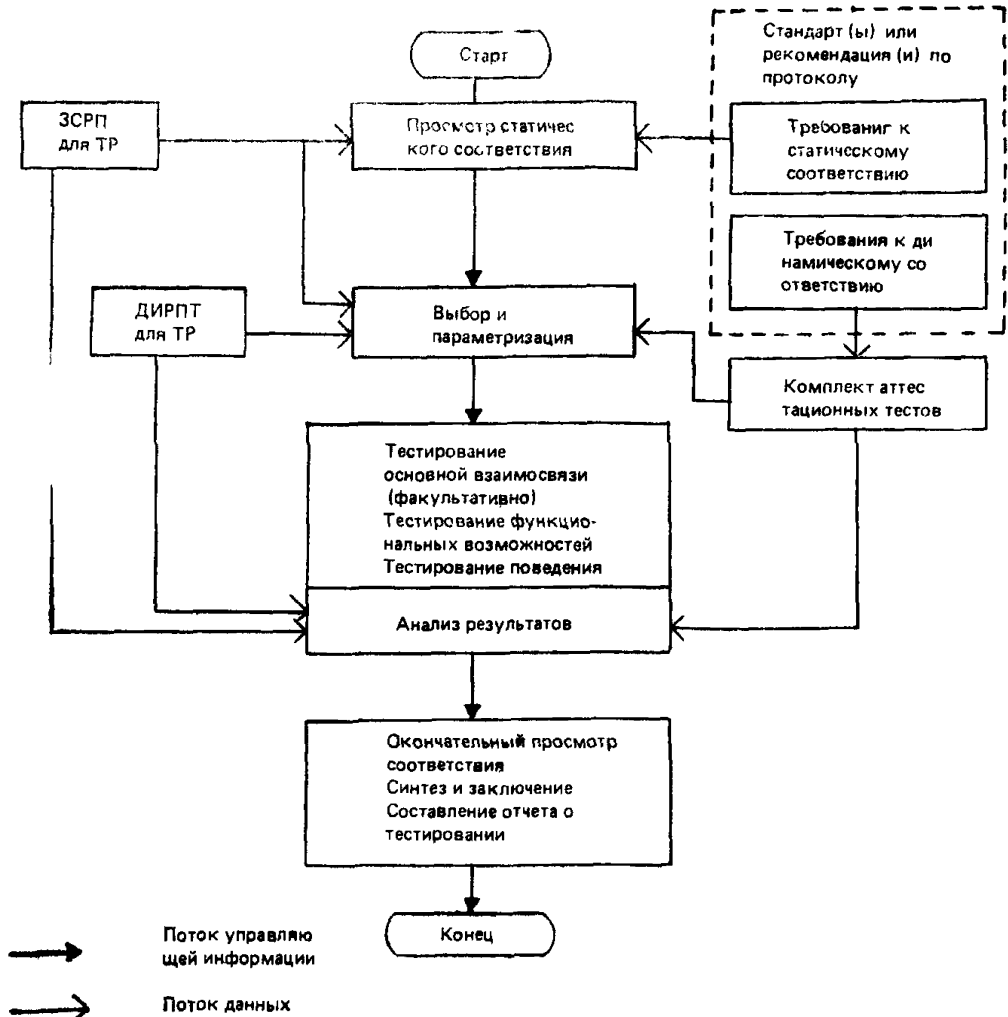 Старт
Стандарт (ы) или
рекомендация (и) по
протоколу
ЗСРП
для ТР
Просмотр статичес
кого соответствия
Требования к
статическому
соответствию
Требования к ди
намическому со
ответствию
ДИРПТ
для ТР
Выбор и
параметризация
Комплект аттес
тационных тестов
Тестирование
основной взаимосвязи
(факультативно)
Тестирование функцио-
нальных возможностей
Тестирование поведения
Анализ результатов
Окончательный просмотр
соответствия
Синтез и заключение
Составление отчета о
тестировании
Конец
Поток управляю
щей информации
Поток данных